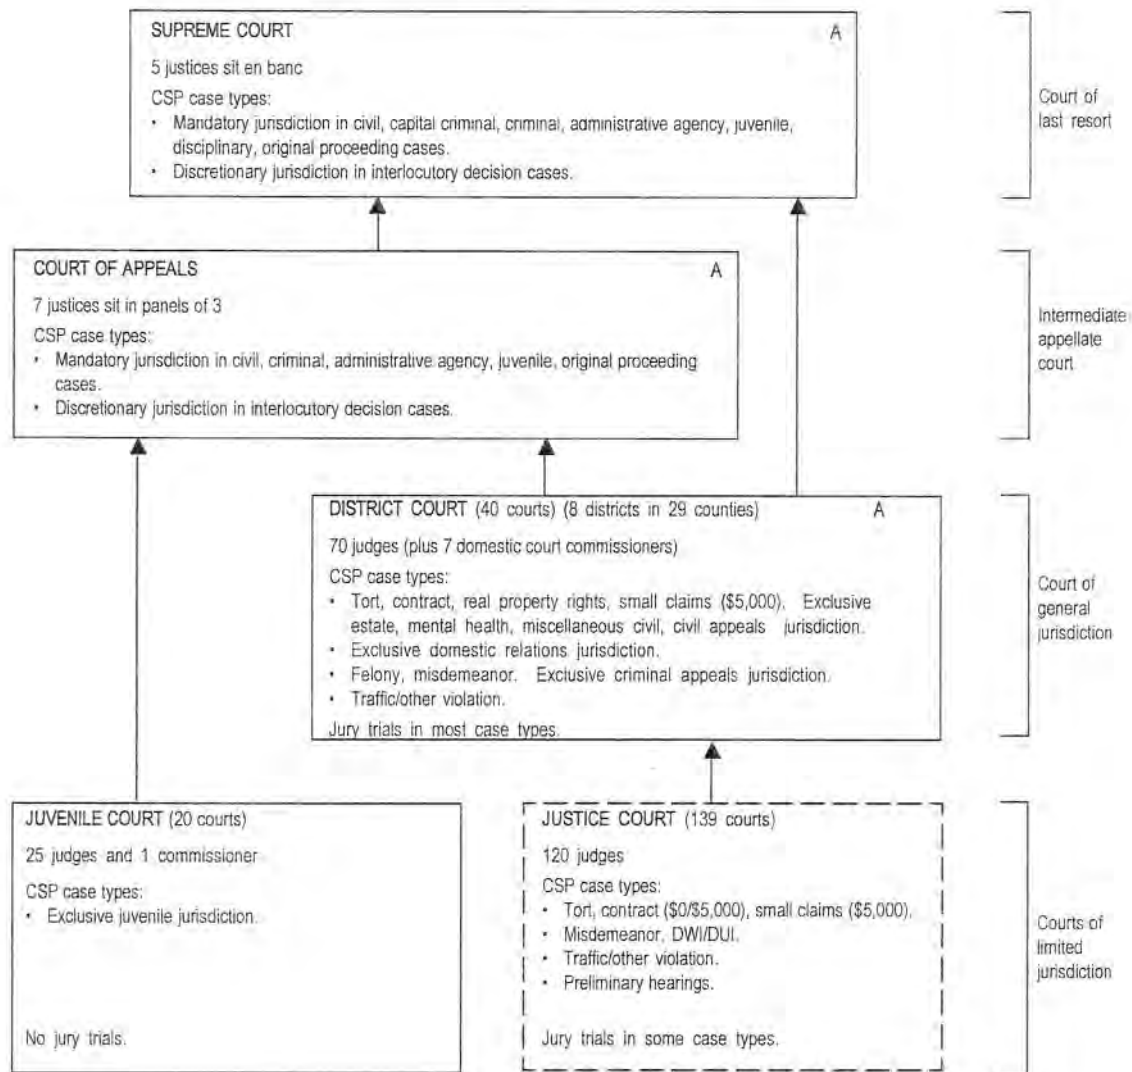 SUPREME COURT A
5 justices sit en banc
CSP case types:
• Mandatory jurisdiction in civil, capital criminal, criminal, administrative agency, juvenile,
disciplinary, original proceeding cases.
• Discretionary jurisdiction in interlocutory decision cases.
Court of
last resort
COURT OF APPEALS A
7 justices sit in panels of 3
CSP case types:
• Mandatory jurisdiction in civil, criminal, administrative agency, juvenile, original proceeding
cases.
• Discretionary jurisdiction in interlocutory decision cases.
Intermediate
appellate
court
DISTRICT COURT (40 courts) (8 districts in 29 counties) A
70 judges (plus 7 domestic court commissioners)
CSP case types:
• Tort, contract, real property rights, small claims ($5,000). Exclusive
estate, mental health, miscellaneous civil, civil appeals jurisdiction.
• Exclusive domestic relations jurisdiction.
• Felony, misdemeanor. Exclusive criminal appeals jurisdiction.
• Traffic/other violation.
Jury trials in most case types.
Court of
general
jurisdiction
JUVENILE COURT (20 courts)
25 judges and 1 commissioner
CSP case types:
• Exclusive juvenile jurisdiction.
No jury trials.
JUSTICE COURT (139 courts)
120 judges
CSP case types:
• Tort, contract ($0/$5,000), small claims ($5,000).
• Misdemeanor, DWI/DUI.
• Traffic/other violation.
• Preliminary hearings.
Jury trials in some case types.
Courts of
limited
jurisdiction